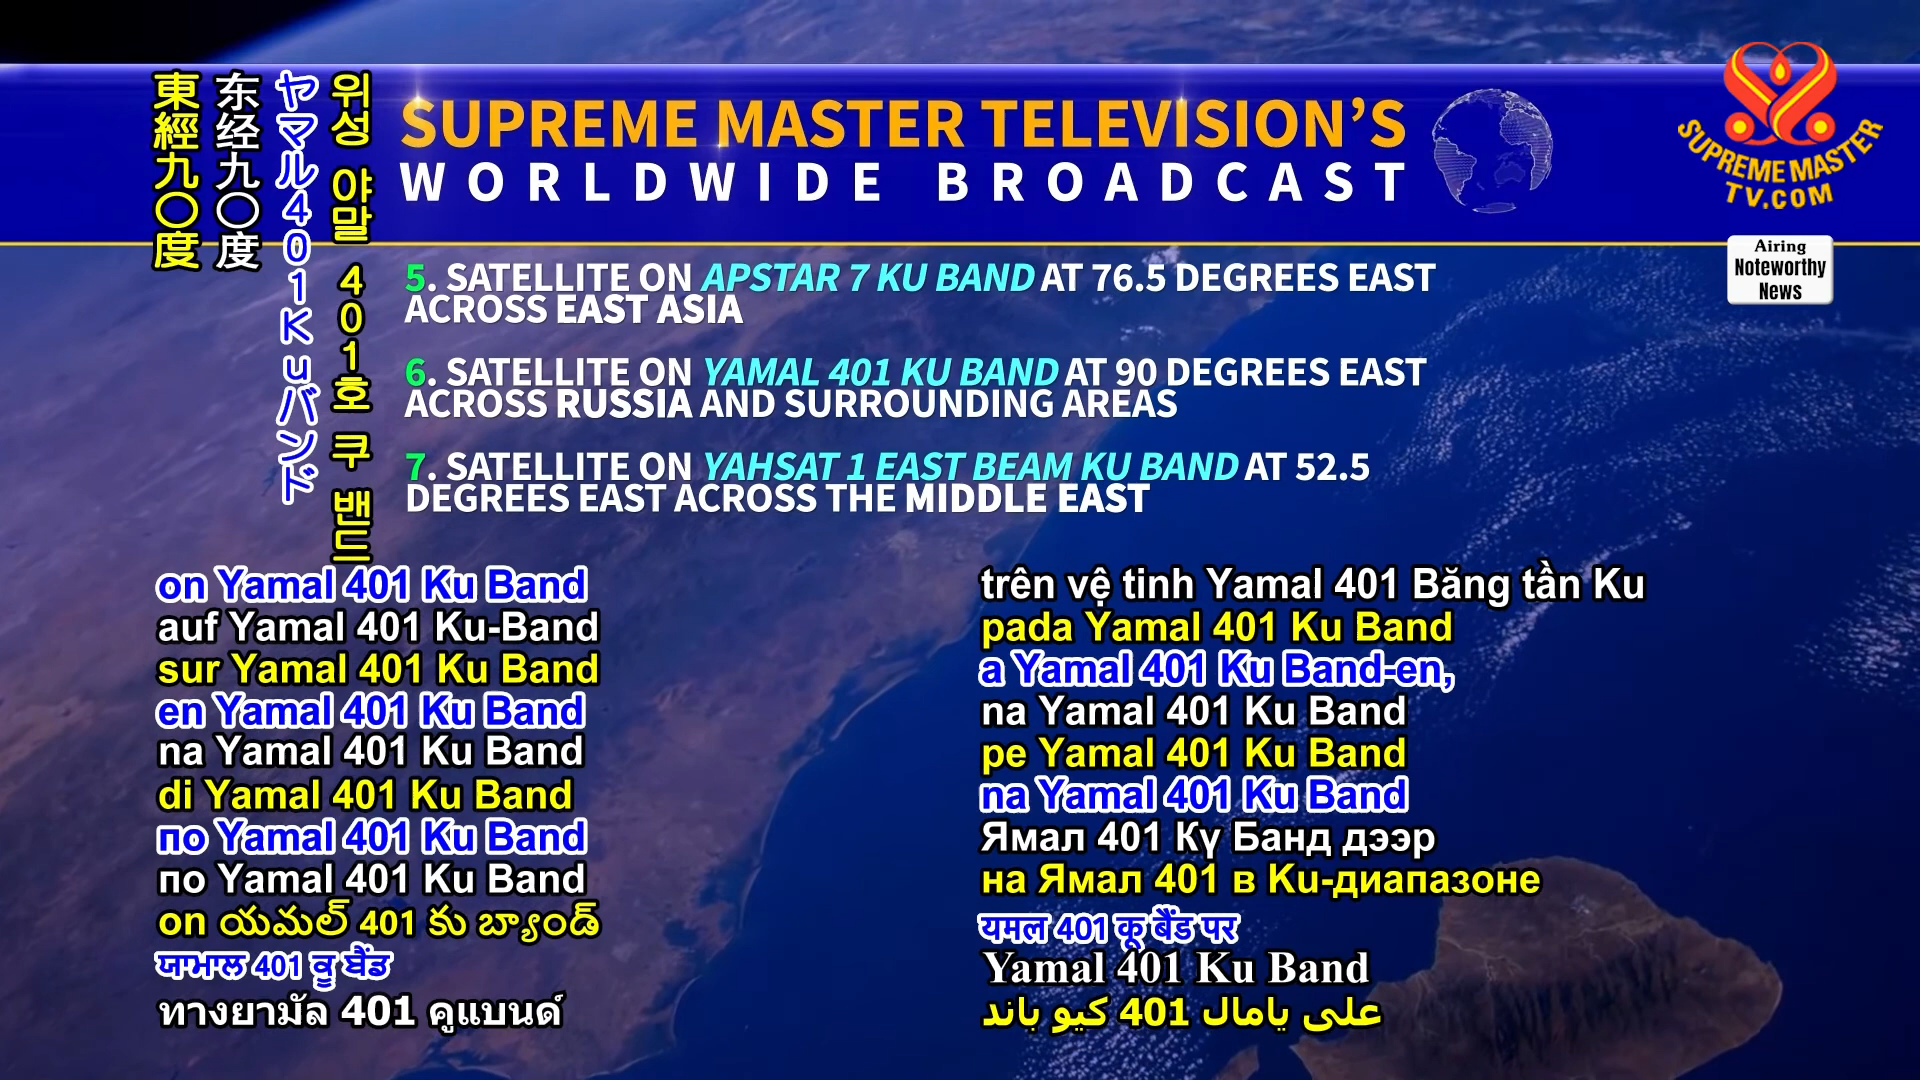 東經九〇度
东经九〇度
ヤマル401Kuバンド
위성 야말 401호 쿠 밴드
SUPREME MASTER TELEVISION'S
WORLDWIDE BROADCAST
SUPREME MASTER
TV.COM
Airing
Noteworthy
News
5. SATELLITE ON APSTAR 7 KU BAND AT 76.5 DEGREES EAST
ACROSS EAST ASIA
6. SATELLITE ON YAMAL 401 KU BAND AT 90 DEGREES EAST
ACROSS RUSSIA AND SURROUNDING AREAS
7. SATELLITE ON YAHSAT 1 EAST BEAM KU BAND AT 52.5
DEGREES EAST ACROSS THE MIDDLE EAST
on Yamal 401 Ku Band
auf Yamal 401 Ku-Band
sur Yamal 401 Ku Band
en Yamal 401 Ku Band
na Yamal 401 Ku Band
di Yamal 401 Ku Band
по Yamal 401 Ku Band
по Yamal 401 Ku Band
on యమల్ 401 కు బ్యాండ్
ਯਾਮਾਲ 401 ਕੂ ਬੈਂਡ
ทางยามัล 401 คูแบนด์
trên vệ tinh Yamal 401 Băng tần Ku
pada Yamal 401 Ku Band
a Yamal 401 Ku Band-en,
na Yamal 401 Ku Band
pe Yamal 401 Ku Band
na Yamal 401 Ku Band
Ямал 401 Кү Банд дээр
на Ямал 401 в Ku-диапазоне
यमल 401 कू बैंड पर
Yamal 401 Ku Band
على يامال 401 كيو باند